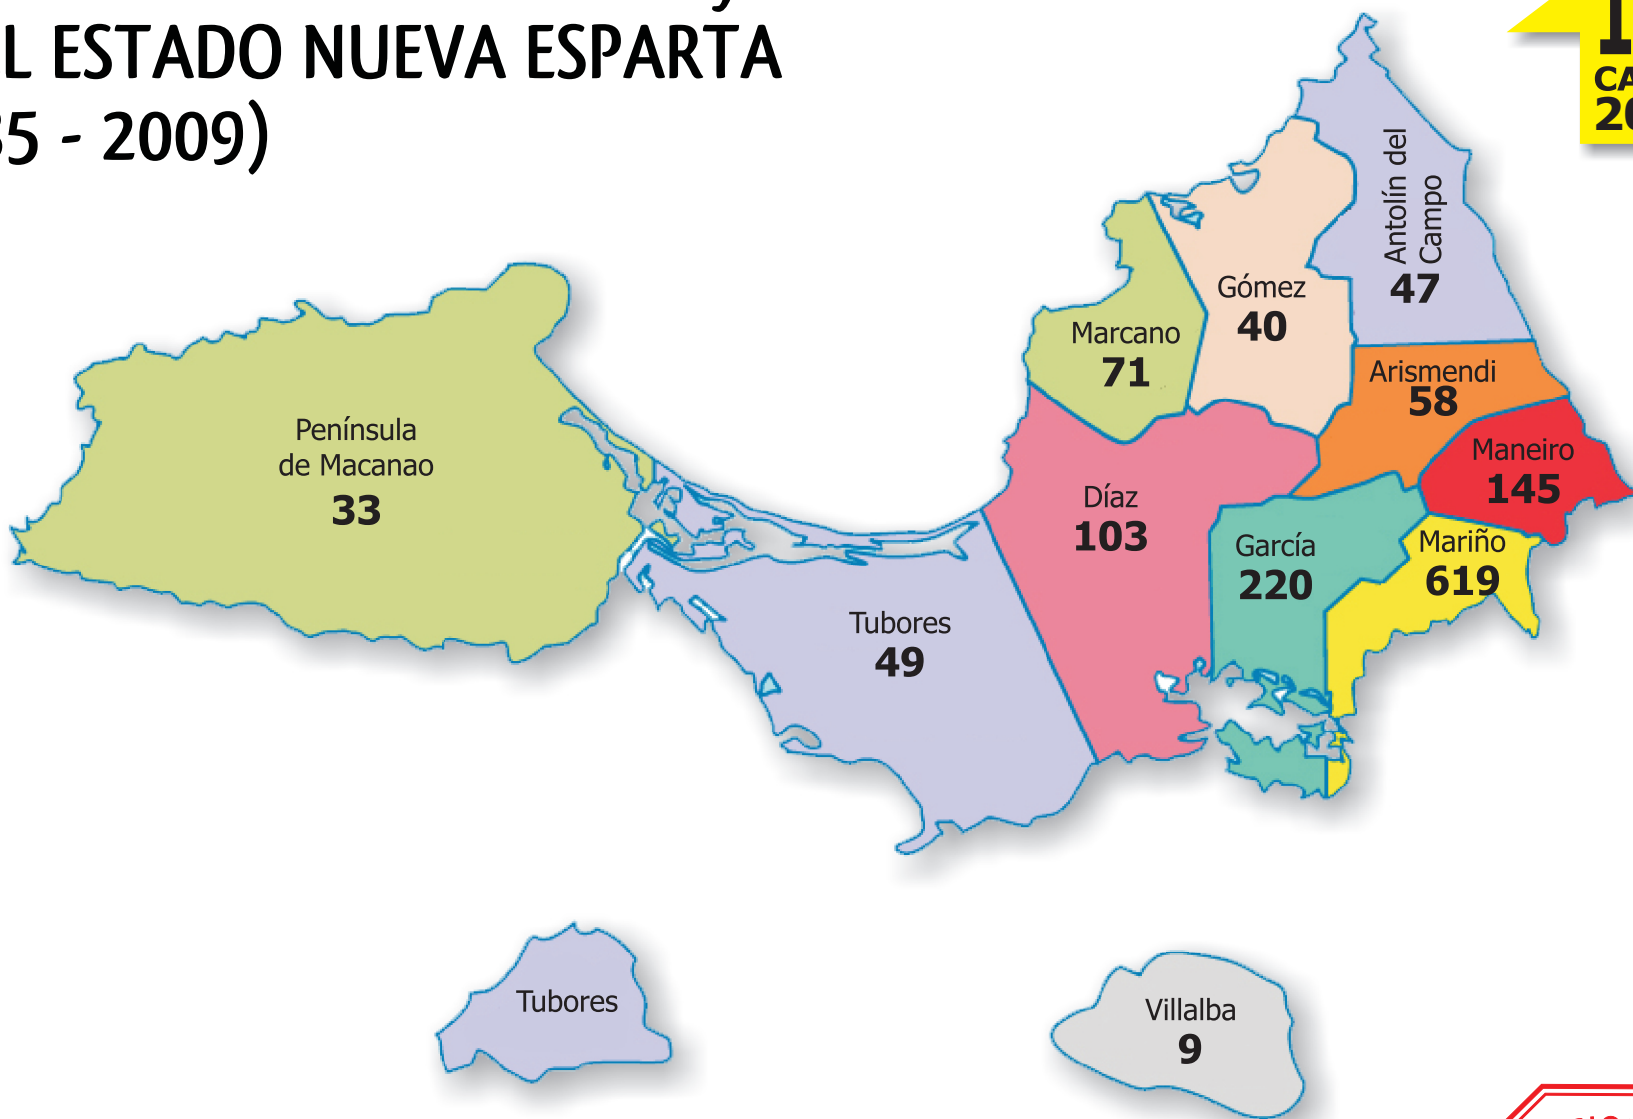 L ESTADO NUEVA ESPARTA
5 - 2009)
Antolín del
Campo
47
Gómez
40
Marcano
71
Arismendi
58
Maneiro
145
Península
de Macanao
33
Díaz
103
García
220
Mariño
619
Tubores
49
Tubores
Villalba
9